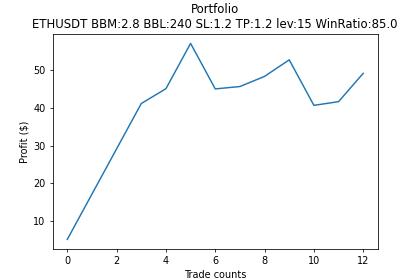 Portfolio
ETHUSDT BBM:2.8 BBL:240 SL:1.2 TP:1.2 lev:15 WinRatio:85.0
Profit ($)
50
40
30
20
10
0 2 4 6 8 10 12
Trade counts